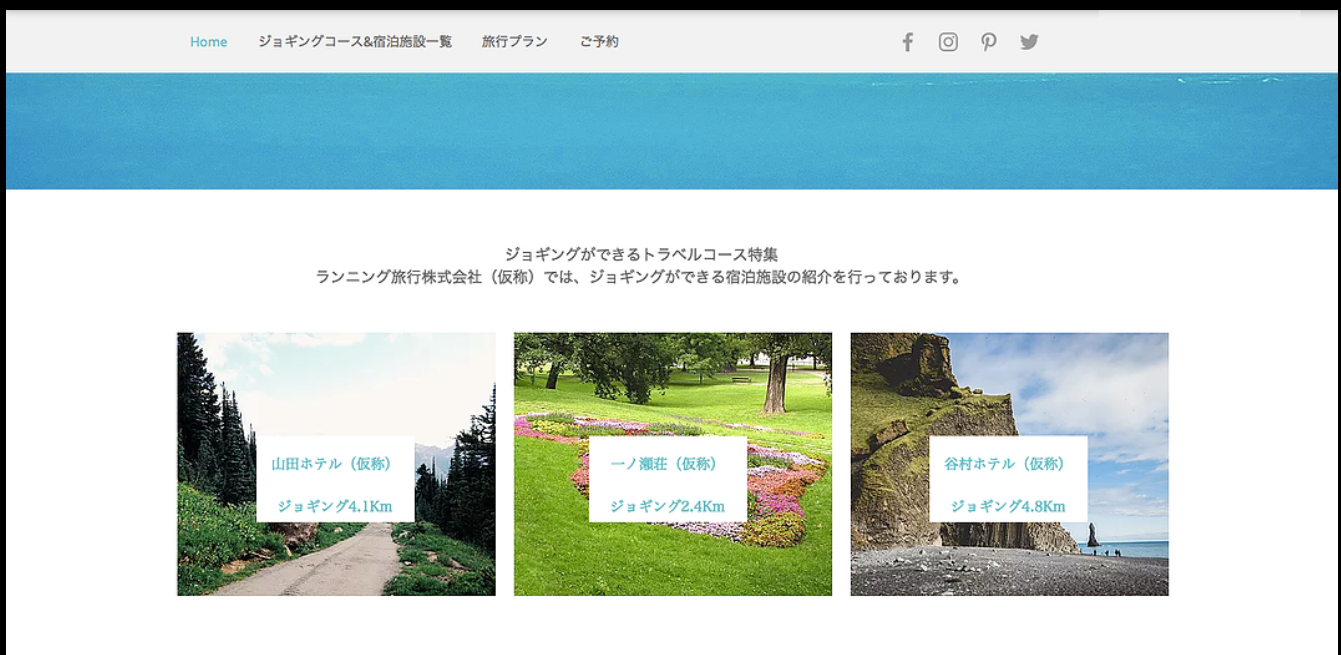 Home
ジョギングコース&宿泊施設一覧
旅行プラン
ご予約
ジョギングができるトラベルコース特集
ランニング旅行株式会社（仮称）では、ジョギングができる宿泊施設の紹介を行っております。
山田ホテル（仮称）
ジョギング4.1Km
一ノ瀬荘（仮称）
ジョギング2.4Km
谷村ホテル（仮称）
ジョギング4.8Km